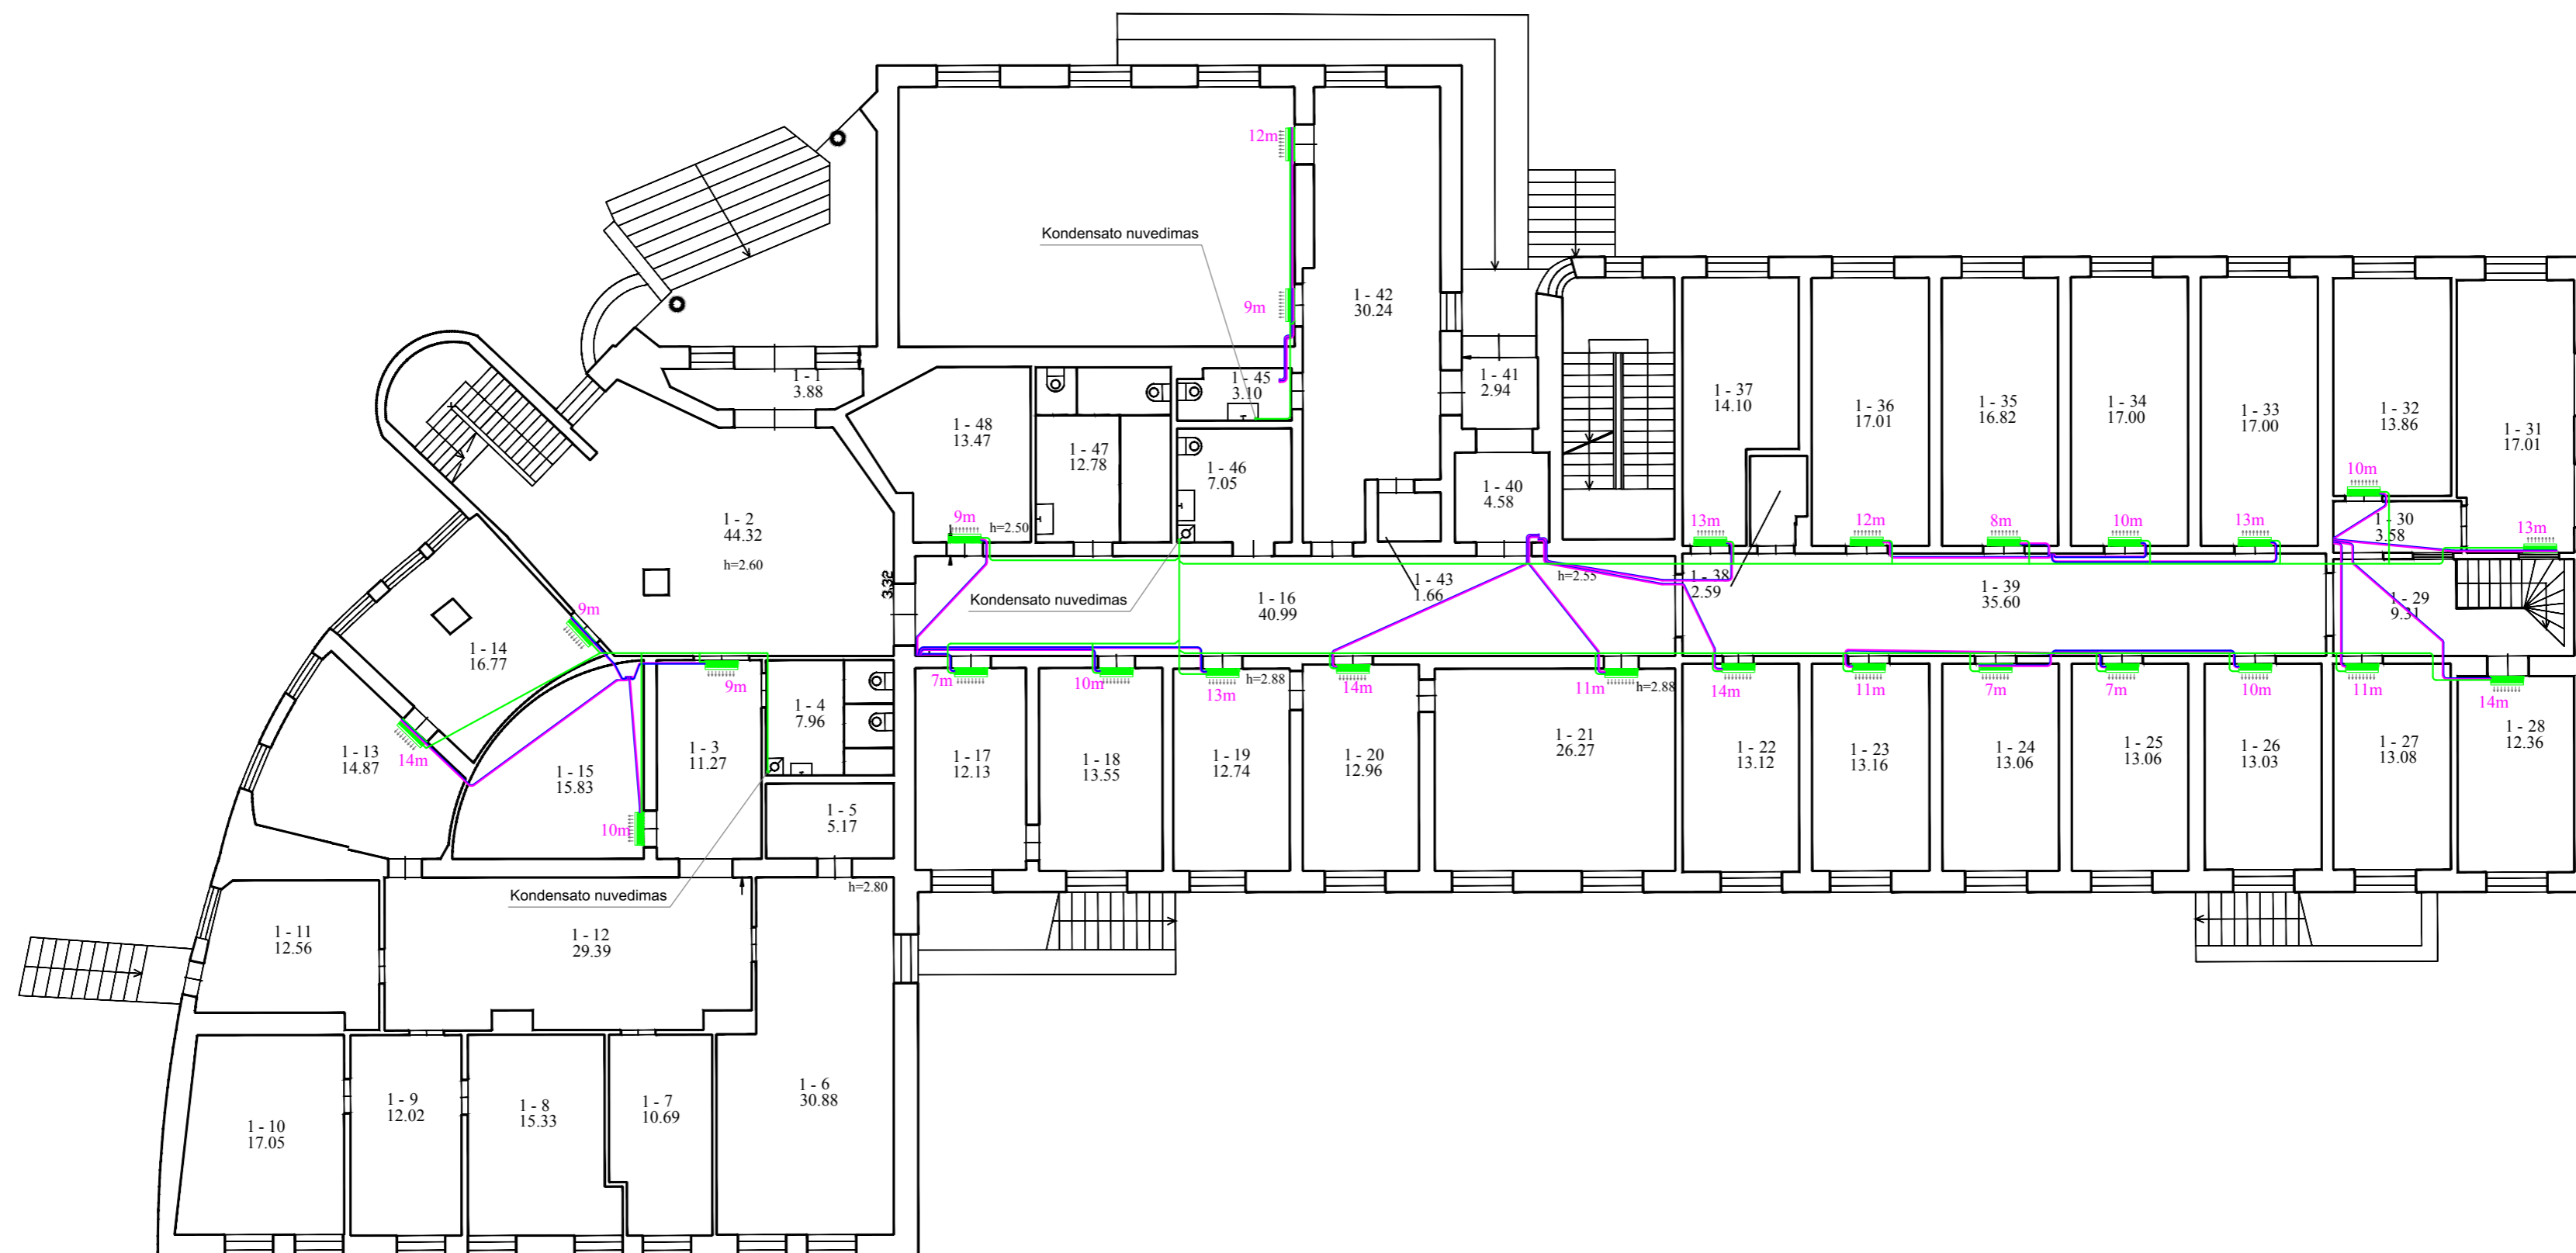 12m
Kondensato nuvedimas
9m
1 - 42
30.24
1 - 1
3.88
1 - 45
3.10
1 - 41
2.94
1 - 37
14.10
1 - 36
17.01
1 - 35
16.82
1 - 34
17.00
1 - 33
17.00
1 - 32
13.86
1 - 31
17.01
1 - 48
13.47
1 - 47
12.78
1 - 46
7.05
1 - 40
4.58
10m
1 - 2
44.32
h=2.60
9m
h=2.50
13m
12m
8m
10m
13m
1 - 30
3.58
13m
3.32
Kondensato nuvedimas
1 - 16
40.99
1 - 43
1.66
h=2.55
1 - 38
2.59
1 - 39
35.60
1 - 29
9.31
9m
1 - 14
16.77
9m
7m
10m
13m
h=2.88
14m
11m
h=2.88
14m
11m
7m
7m
10m
11m
14m
1 - 13
14.87
14m
1 - 15
15.83
10m
1 - 3
11.27
1 - 4
7.96
1 - 5
5.17
1 - 17
12.13
1 - 18
13.55
1 - 19
12.74
1 - 20
12.96
1 - 21
26.27
1 - 22
13.12
1 - 23
13.16
1 - 24
13.06
1 - 25
13.06
1 - 26
13.03
1 - 27
13.08
1 - 28
12.36
Kondensato nuvedimas
h=2.80
1 - 11
12.56
1 - 12
29.39
1 - 10
17.05
1 - 9
12.02
1 - 8
15.33
1 - 7
10.69
1 - 6
30.88